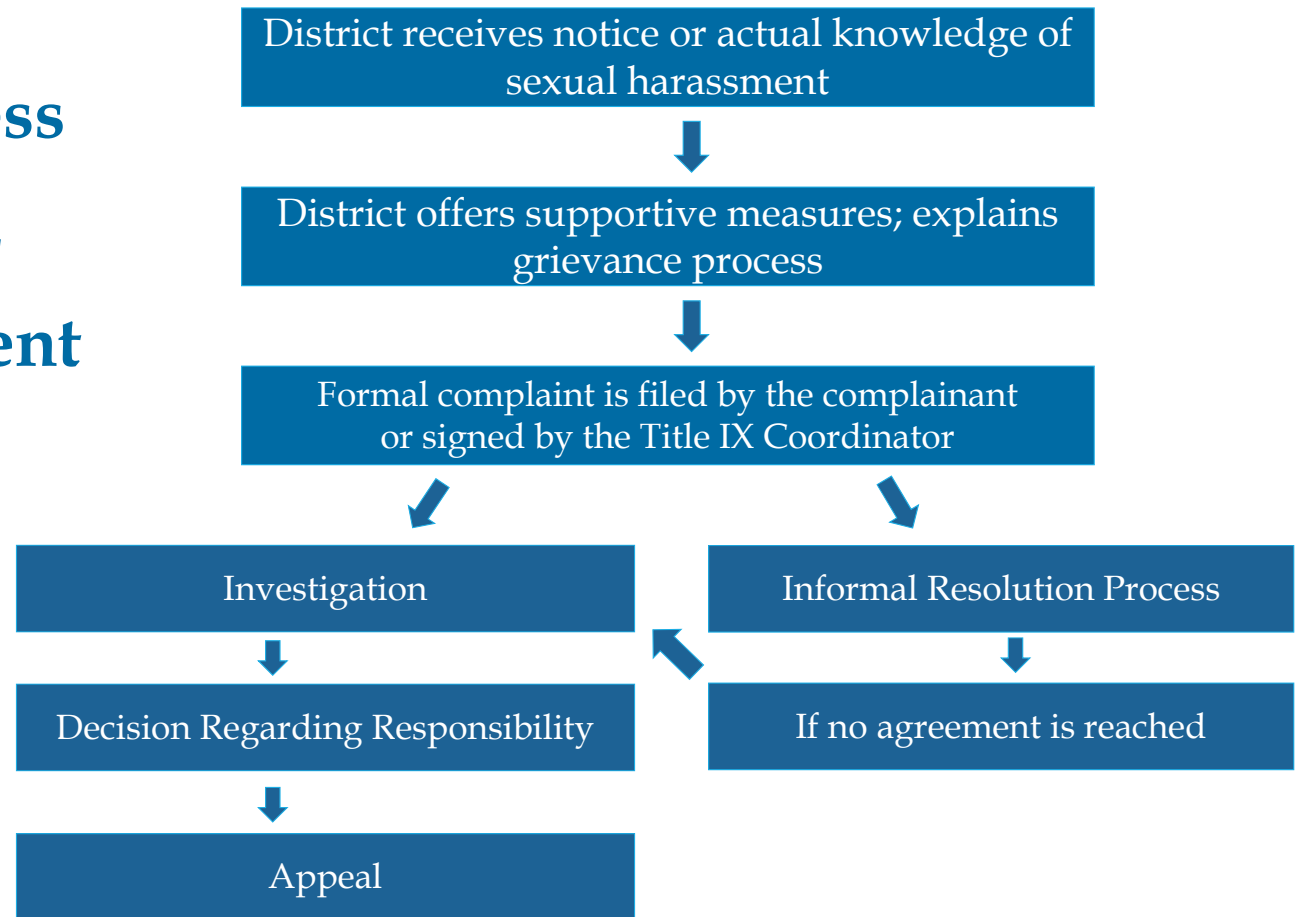 District receives notice or actual knowledge of
sexual harassment
District offers supportive measures; explains
grievance process
Formal complaint is filed by the complainant
or signed by the Title IX Coordinator
Investigation
Informal Resolution Process
Decision Regarding Responsibility
If no agreement is reached
Appeal